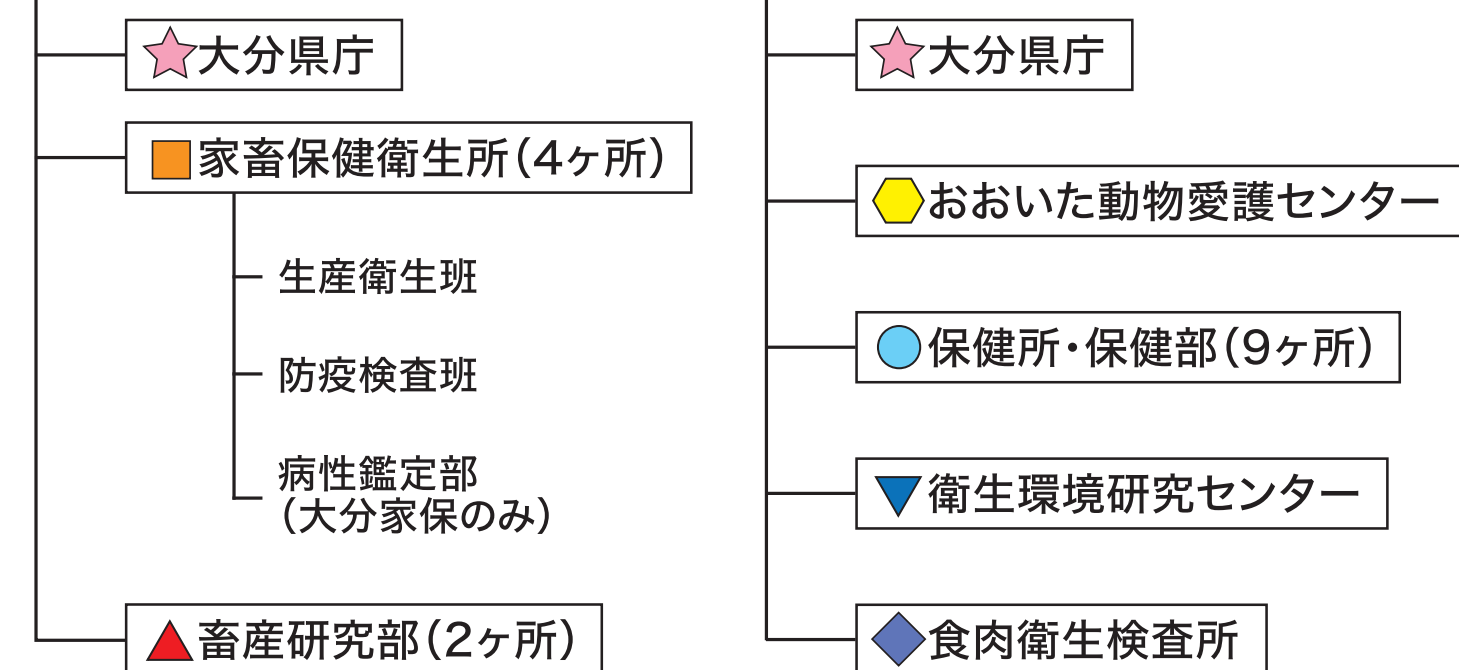 大分県庁
家畜保健衛生所(4ヶ所)
生産衛生班
防疫検査班
病性鑑定部
(大分家保のみ)
畜産研究部(2ヶ所)
大分県庁
おおいた動物愛護センター
保健所・保健部(9ヶ所)
衛生環境研究センター
食肉衛生検査所